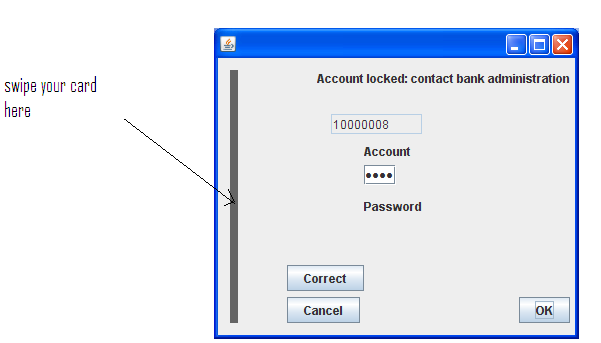 swipe your card
here
Account locked: contact bank administration
10000008
Account
••••
Password
Correct
Cancel
OK